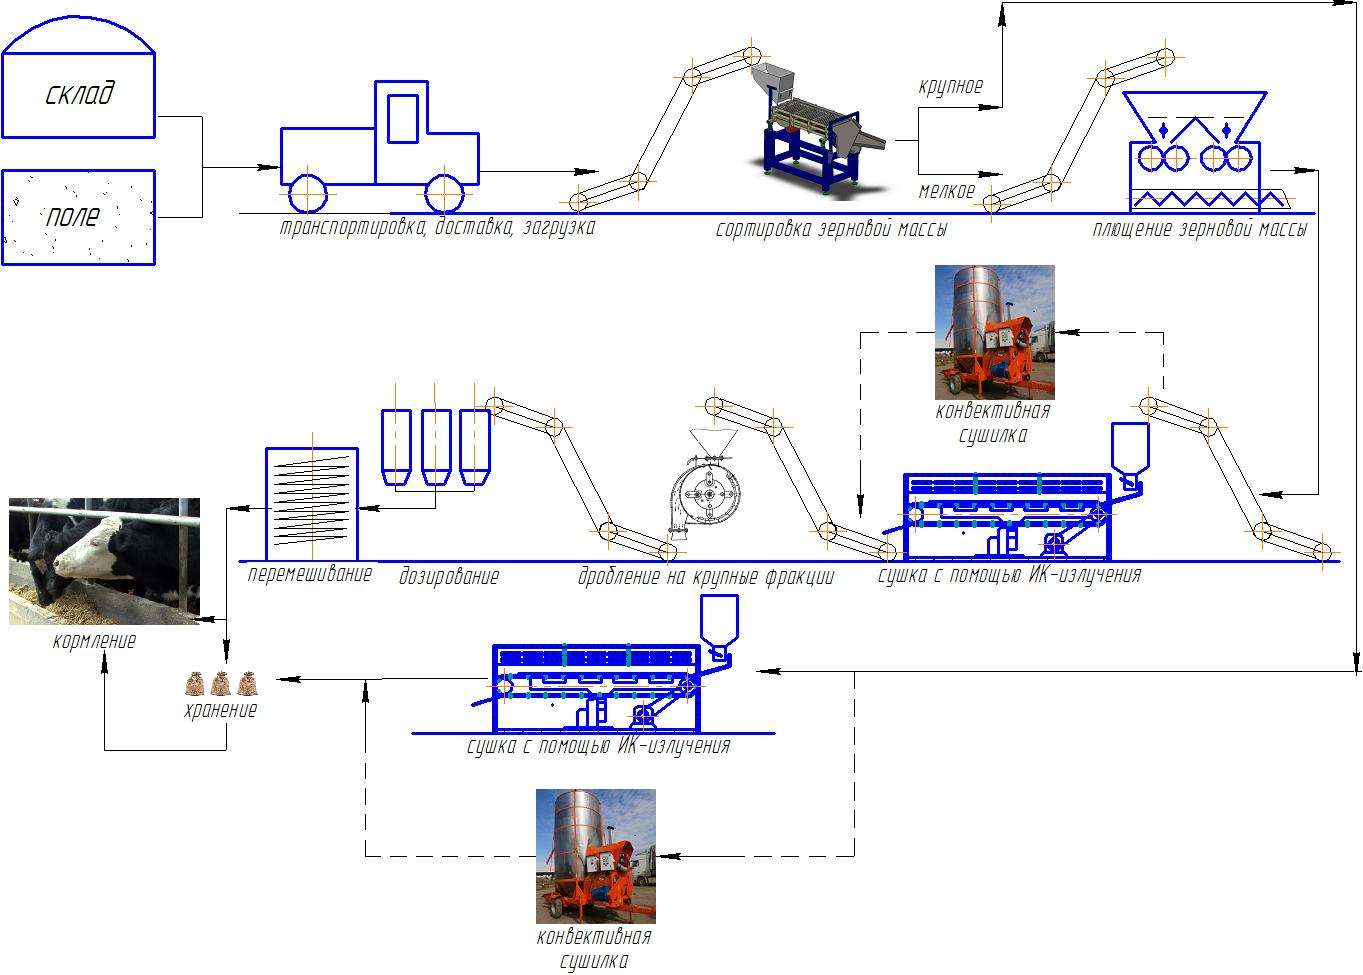 склад
поле
крупное
мелкое
транспортировка, доставка, загрузка
сортировка зерновой массы
плющение зерновой массы
конвективная
сушилка
перемешивание
дозирование
дробление на крупные фракции
сушка с помощью ИК-излучения
кормление
хранение
сушка с помощью ИК-излучения
конвективная
сушилка